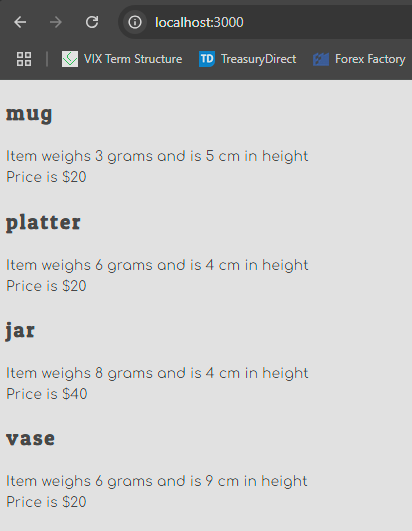 localhost:3000
VIX Term Structure
TD TreasuryDirect
Forex Factory
mug
Item weighs 3 grams and is 5 cm in height
Price is $20
platter
Item weighs 6 grams and is 4 cm in height
Price is $20
jar
Item weighs 8 grams and is 4 cm in height
Price is $40
vase
Item weighs 6 grams and is 9 cm in height
Price is $20